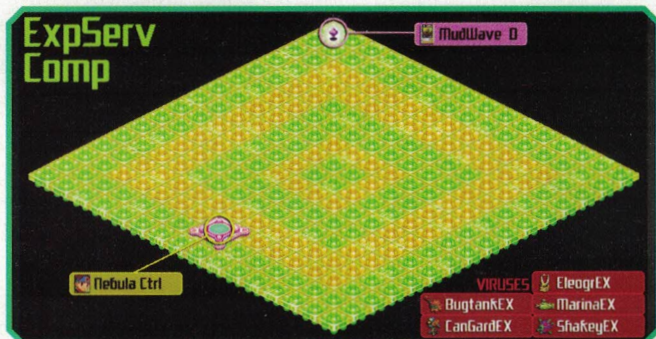 ExpServ
Comp
MudWave D
Nebula Ctrl
VIRUSES
EleogrEX
BugtankEX
MarinaEX
CanGardEX
ShakeyEX